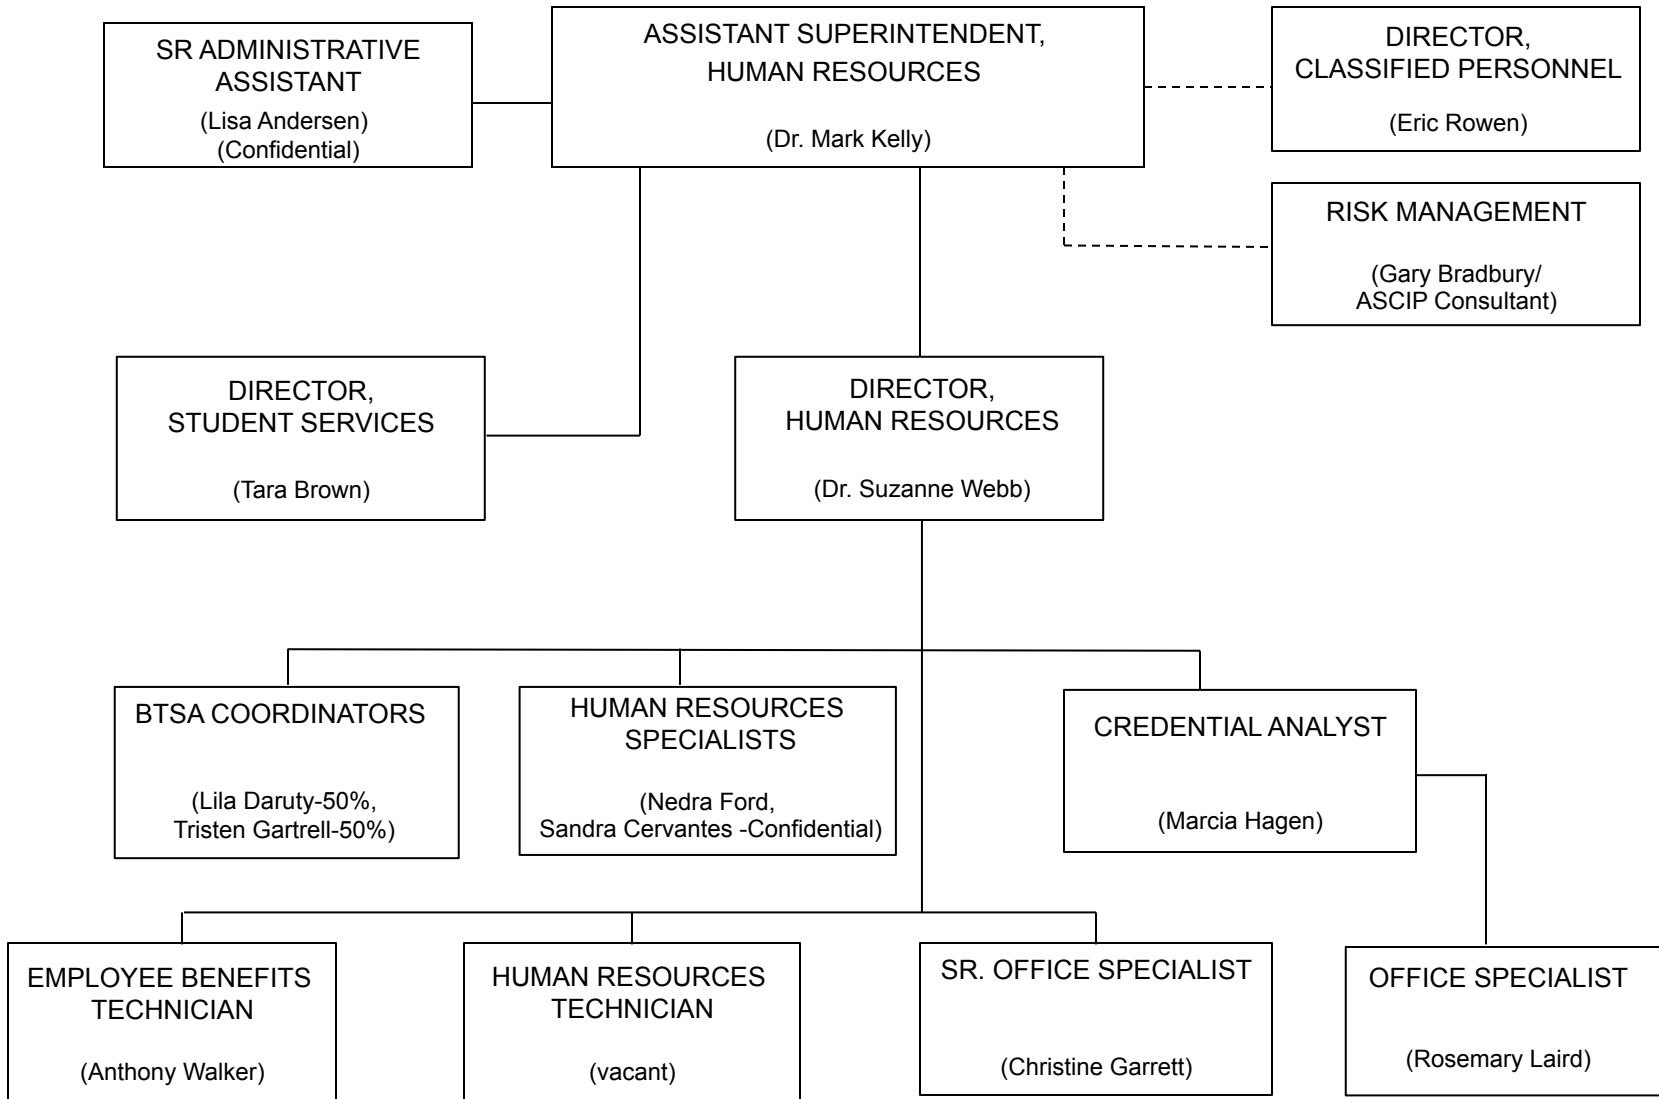 SR ADMINISTRATIVE
ASSISTANT
(Lisa Andersen)
(Confidential)
ASSISTANT SUPERINTENDENT,
HUMAN RESOURCES
(Dr. Mark Kelly)
DIRECTOR,
CLASSIFIED PERSONNEL
(Eric Rowen)
RISK MANAGEMENT
(Gary Bradbury/
ASCIP Consultant)
DIRECTOR,
STUDENT SERVICES
(Tara Brown)
DIRECTOR,
HUMAN RESOURCES
(Dr. Suzanne Webb)
BTSA COORDINATORS
(Lila Daruty-50%,
Tristen Gartrell-50%)
HUMAN RESOURCES
SPECIALISTS
(Nedra Ford,
Sandra Cervantes -Confidential)
CREDENTIAL ANALYST
(Marcia Hagen)
EMPLOYEE BENEFITS
TECHNICIAN
(Anthony Walker)
HUMAN RESOURCES
TECHNICIAN
(vacant)
SR. OFFICE SPECIALIST
(Christine Garrett)
OFFICE SPECIALIST
(Rosemary Laird)